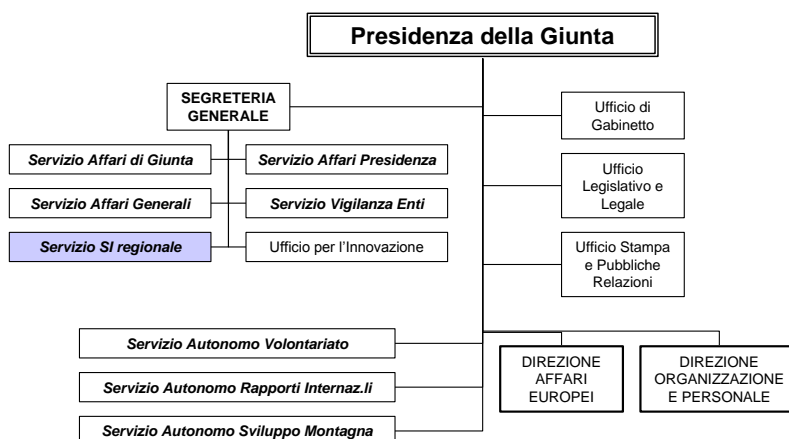 Presidenza della Giunta
SEGRETERIA
GENERALE
Servizio Affari di Giunta
Servizio Affari Presidenza
Servizio Affari Generali
Servizio Vigilanza Enti
Servizio SI regionale
Ufficio per l'Innovazione
Ufficio di
Gabinetto
Ufficio
Legislativo e
Legale
Ufficio Stampa
e Pubbliche
Relazioni
Servizio Autonomo Volontariato
Servizio Autonomo Rapporti Internaz.li
Servizio Autonomo Sviluppo Montagna
DIREZIONE
AFFARI
EUROPEI
DIREZIONE
ORGANIZZAZIONE
E PERSONALE